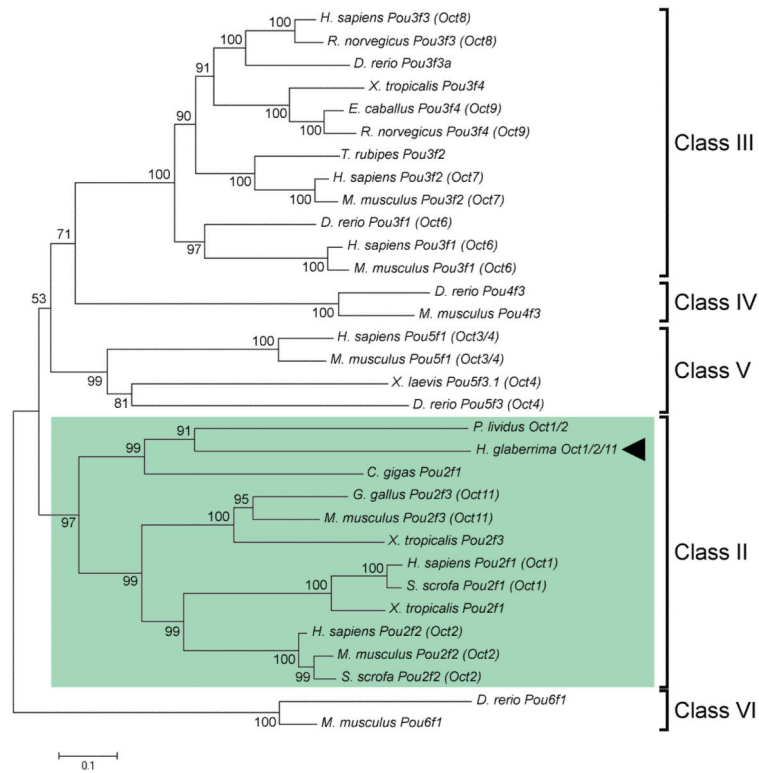 H. sapiens Pou3f3 (Oct8)
100
R. norvegicus Pou3f3 (Oct8)
100
D. rerio Pou3f3a
91
X. tropicalis Pou3f4
100
E. caballus Pou3f4 (Oct9)
100
R. norvegicus Pou3f4 (Oct9)
90
T. rubipes Pou3f2
100
H. sapiens Pou3f2 (Oct7)
100
M. musculus Pou3f2 (Oct7)
100
D. rerio Pou3f1 (Oct6)
97
H. sapiens Pou3f1 (Oct6)
100
M. musculus Pou3f1 (Oct6)
Class III
71
D. rerio Pou4f3
100
M. musculus Pou4f3
Class IV
53
H. sapiens Pou5f1 (Oct3/4)
100
M. musculus Pou5f1 (Oct3/4)
99
X. laevis Pou5f3.1 (Oct4)
81
D. rerio Pou5f3 (Oct4)
Class V
P. lividus Oct1/2
91
H. glaberrima Oct1/2/11
99
C. gigas Pou2f1
97
G. gallus Pou2f3 (Oct11)
95
M. musculus Pou2f3 (Oct11)
100
X. tropicalis Pou2f3
99
H. sapiens Pou2f1 (Oct1)
100
S. scrofa Pou2f1 (Oct1)
100
X. tropicalis Pou2f1
99
H. sapiens Pou2f2 (Oct2)
100
M. musculus Pou2f2 (Oct2)
99
S. scrofa Pou2f2 (Oct2)
Class II
D. rerio Pou6f1
100
M. musculus Pou6f1
Class VI
0.1